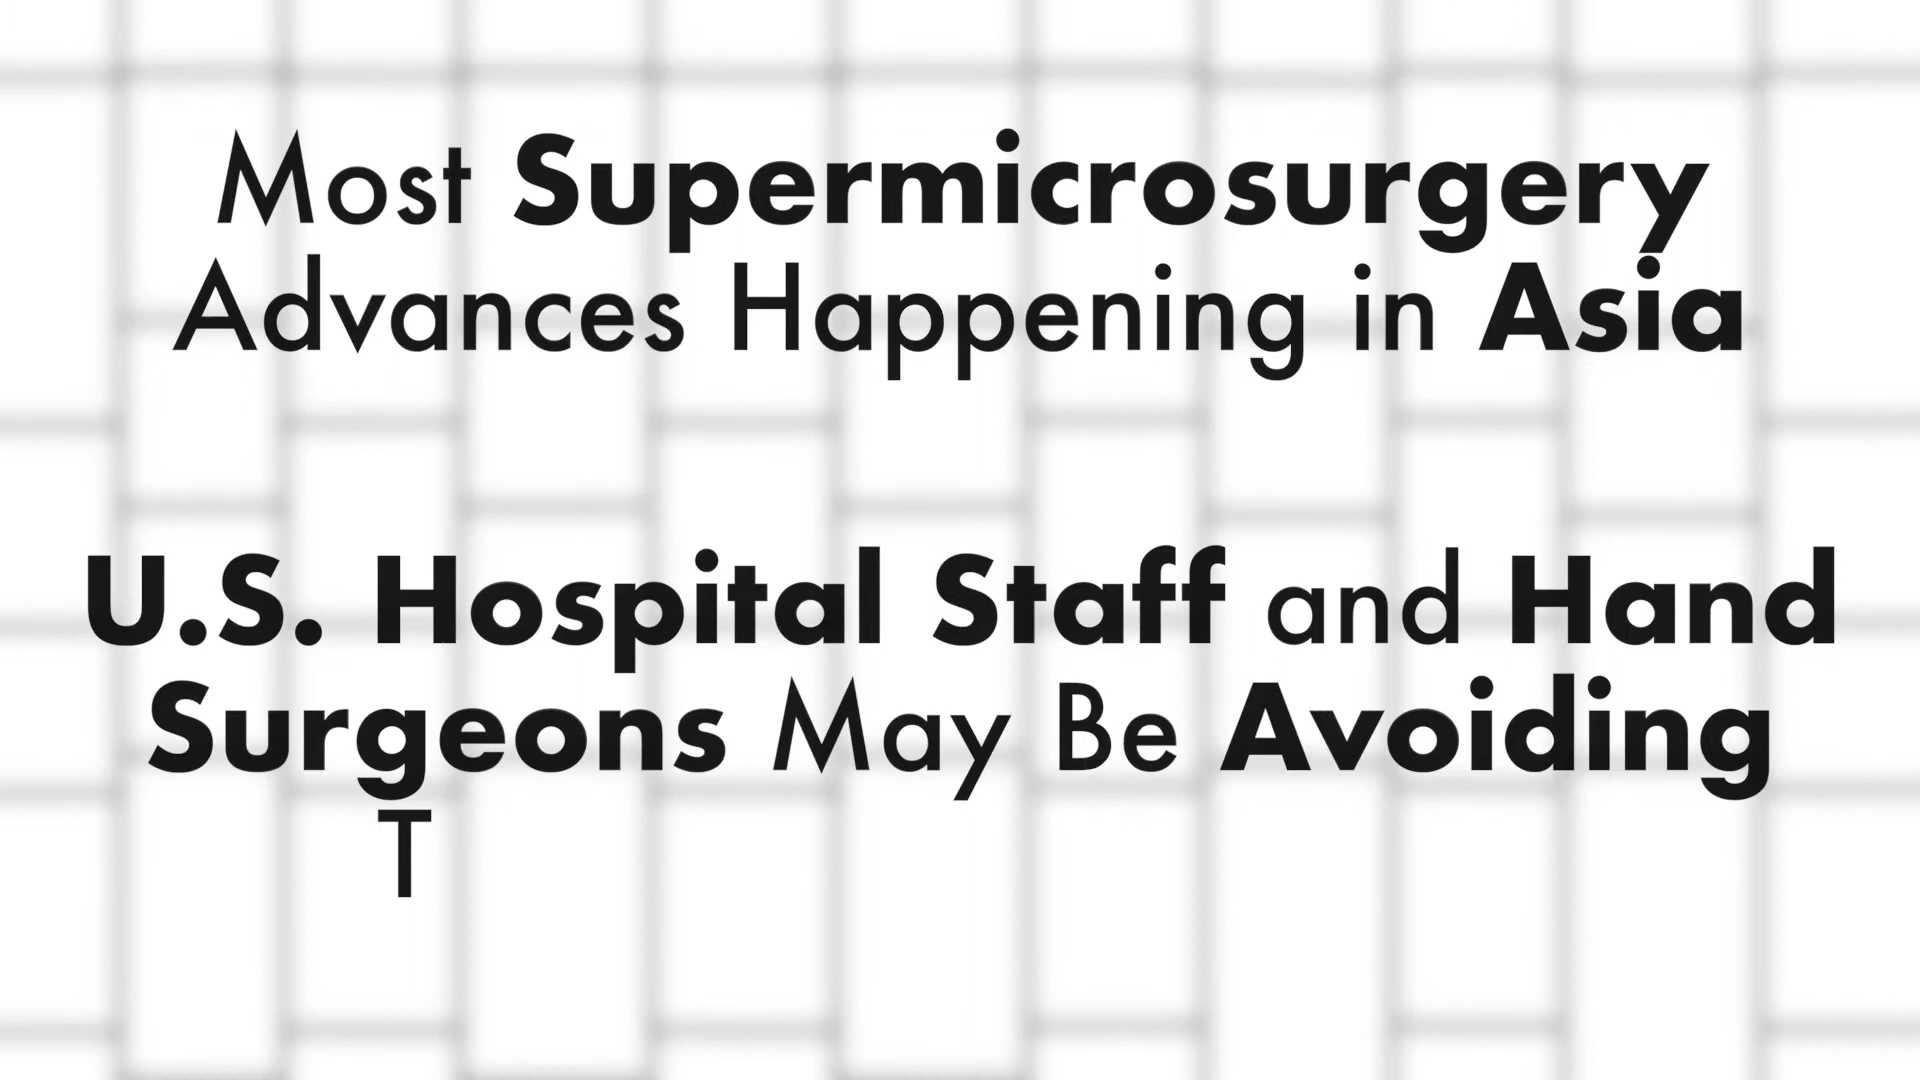 Most Supermicrosurgery
Advances Happening in Asia
U.S. Hospital Staff and Hand
Surgeons May Be Avoiding
T